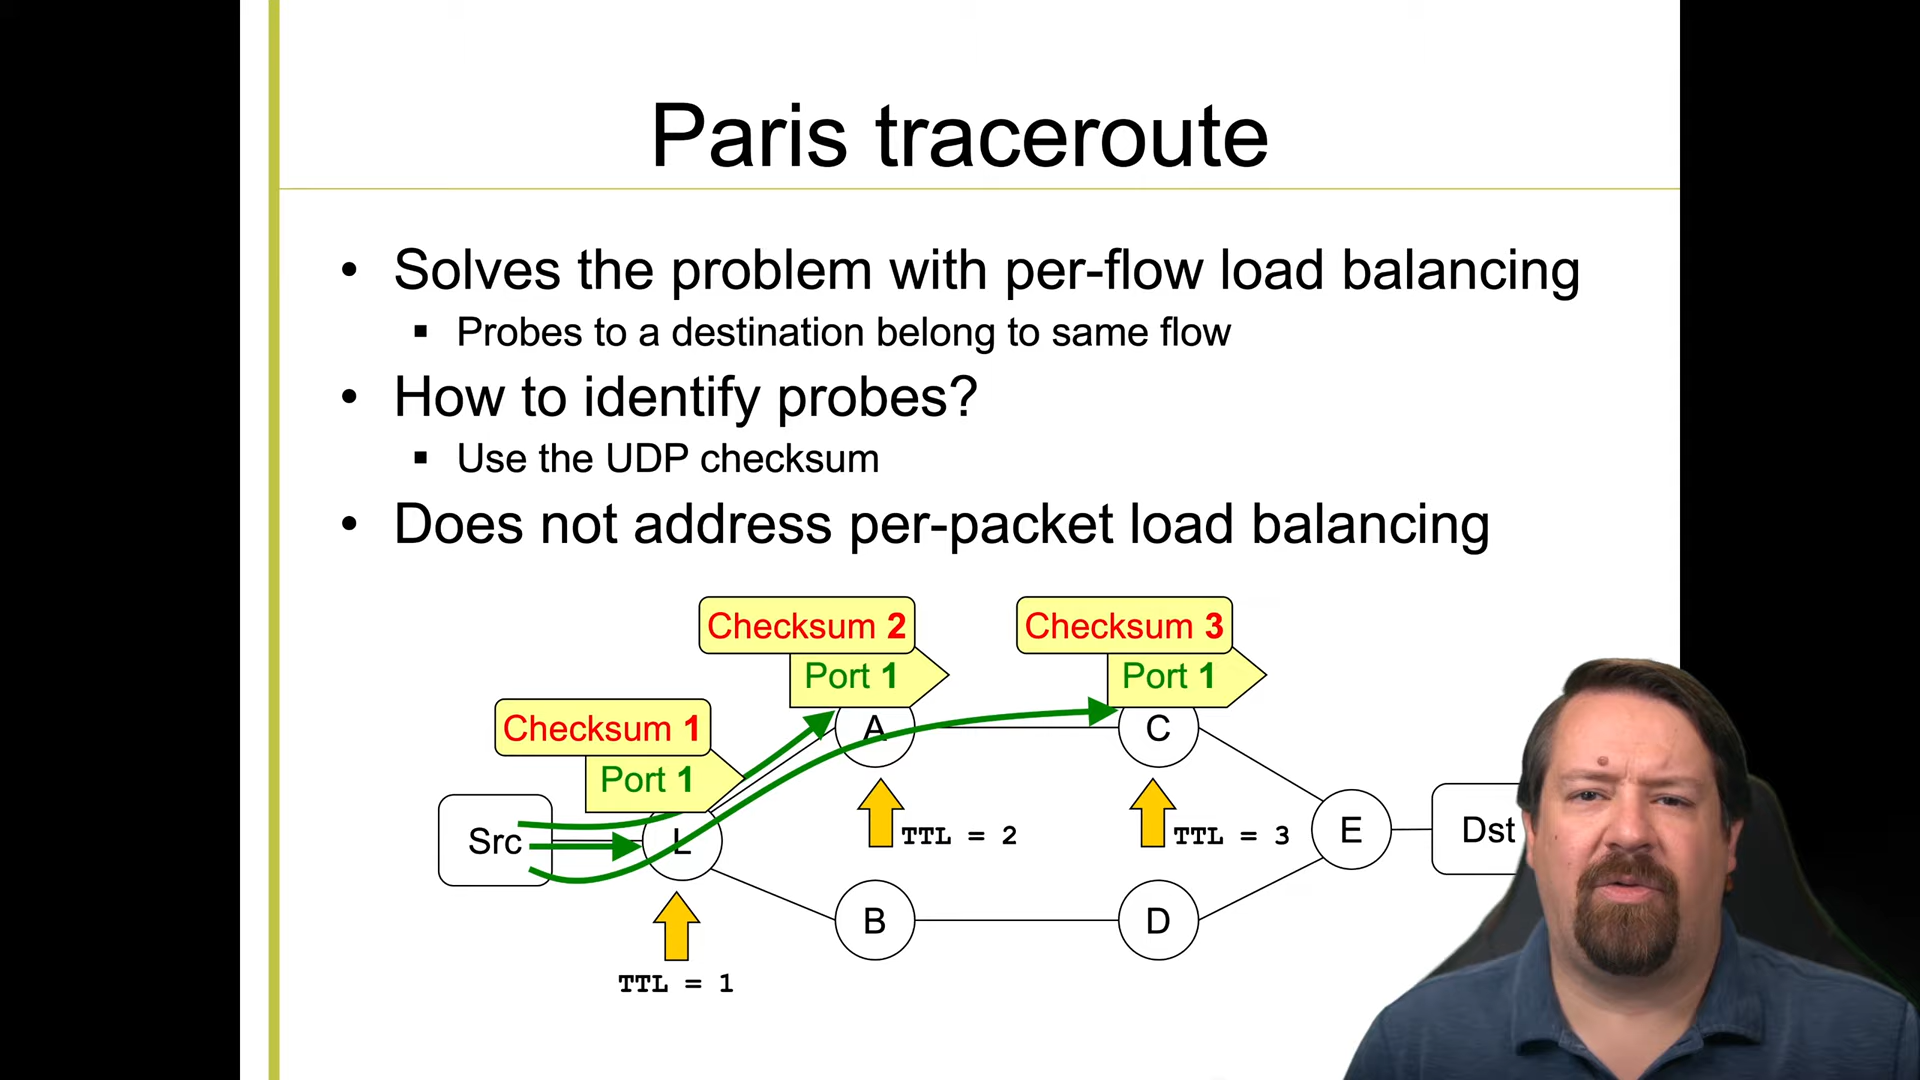 Paris traceroute
• Solves the problem with per-flow load balancing
▪ Probes to a destination belong to same flow
• How to identify probes?
▪ Use the UDP checksum
• Does not address per-packet load balancing
Checksum 2
Port 1
Checksum 3
Port 1
Checksum 1
Port 1
A
C
Src
L
TTL = 2
TTL = 3
E
Dst
B
D
TTL = 1